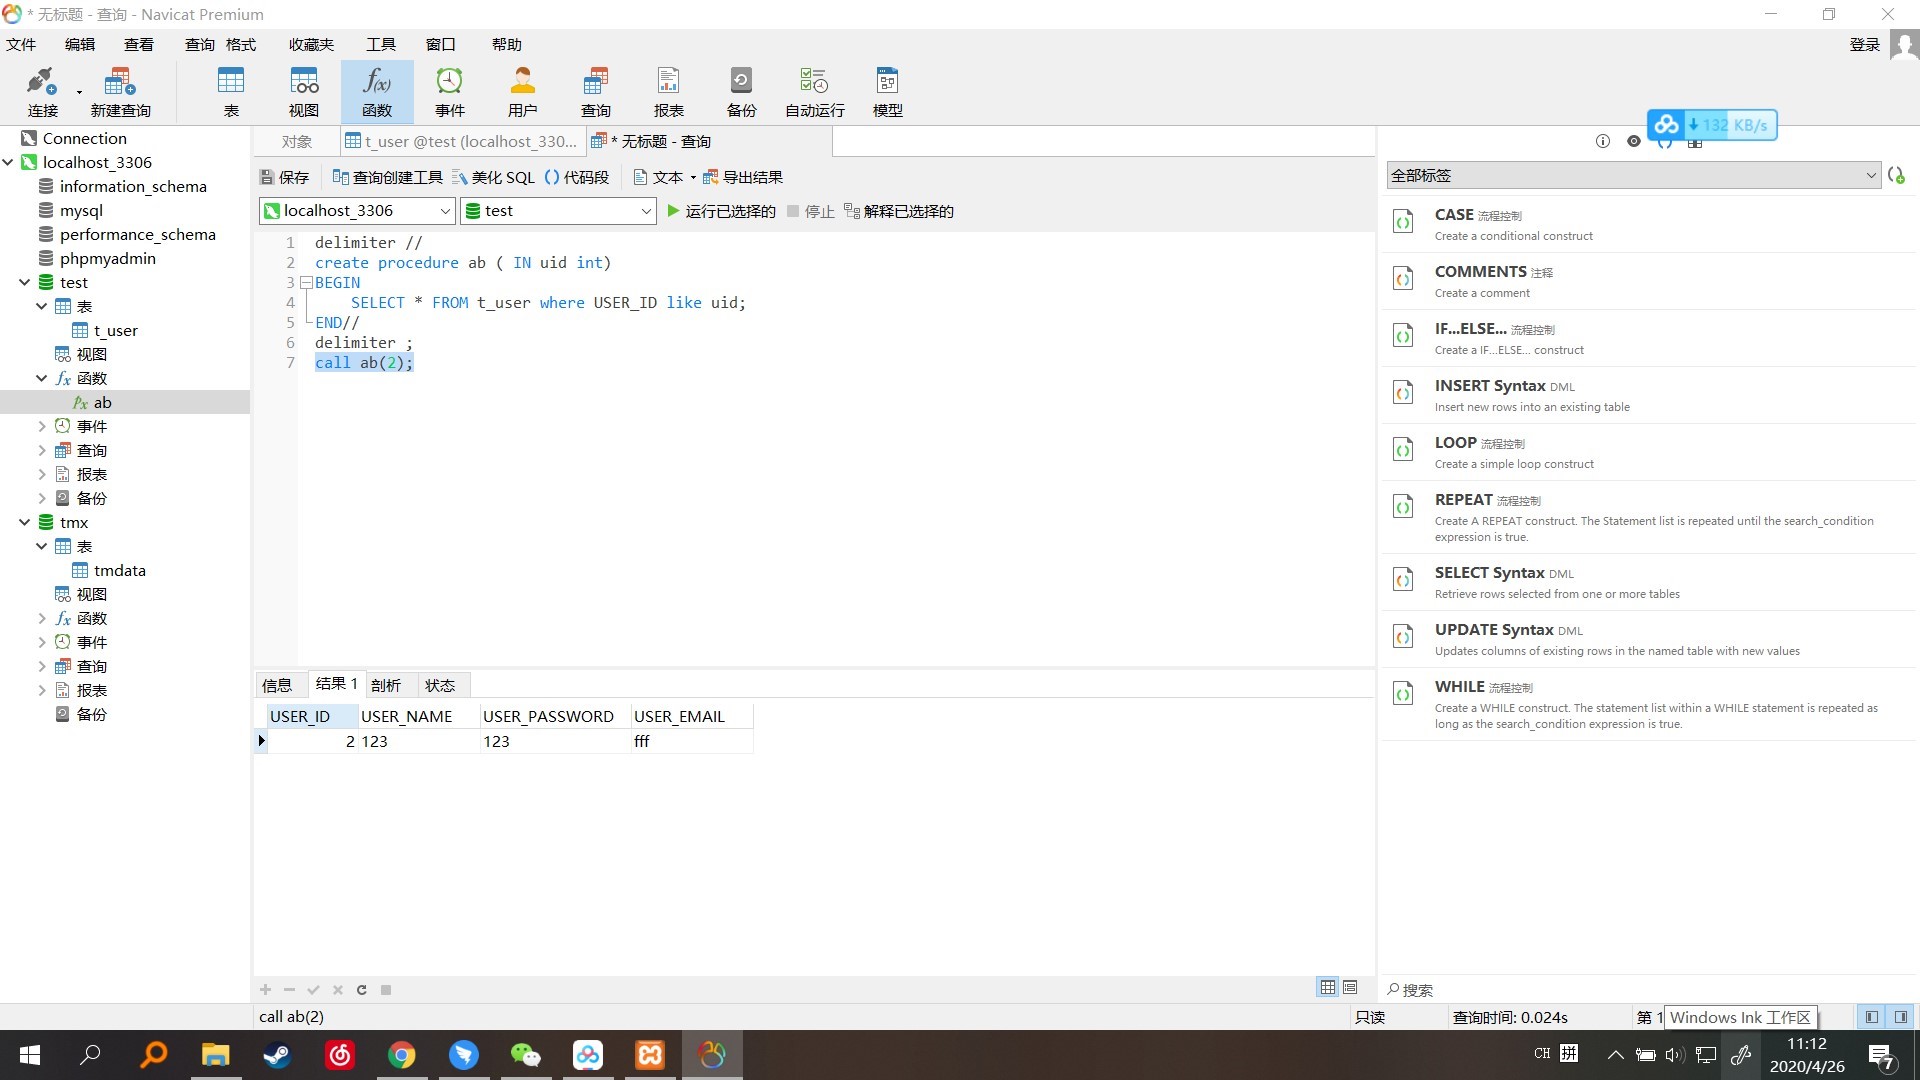 * 无标题 - 查询 - Navicat Premium
文件 编辑 查看 查询 格式 收藏夹 工具 窗口 帮助 登录
连接 新建查询 表 视图 函数 事件 用户 查询 报表 备份 自动运行 模型
f(x)
132 KB/s
Connection
localhost_3306
information_schema
mysql
performance_schema
phpmyadmin
test
表
t_user
视图
fx 函数
Px ab
事件
查询
报表
备份
tmx
表
tmdata
视图
fx 函数
事件
查询
报表
备份
对象 t_user @test (localhost_330... * 无标题 - 查询
保存 查询创建工具 美化 SQL () 代码段 文本 导出结果
localhost_3306 test 运行已选择的 停止 解释已选择的
1 delimiter //
2 create procedure ab ( IN uid int)
3 BEGIN
4 SELECT * FROM t_user where USER_ID like uid;
5 END//
6 delimiter ;
7 call ab(2);
信息 结果 1 剖析 状态
USER_ID USER_NAME USER_PASSWORD USER_EMAIL
2 123 123 fff
全部标签
CASE 流程控制
Create a conditional construct
COMMENTS 注释
Create a comment
IF...ELSE... 流程控制
Create a IF...ELSE... construct
INSERT Syntax DML
Insert new rows into an existing table
LOOP 流程控制
Create a simple loop construct
REPEAT 流程控制
Create A REPEAT construct. The Statement list is repeated until the search_condition
expression is true.
SELECT Syntax DML
Retrieve rows selected from one or more tables
UPDATE Syntax DML
Updates columns of existing rows in the named table with new values
WHILE 流程控制
Create a WHILE construct. The statement list within a WHILE statement is repeated as
long as the search_condition expression is true.
搜索
call ab(2) 只读 查询时间: 0.024s 第 1 Windows Ink 工作区
CH 拼 11:12
2020/4/26 7